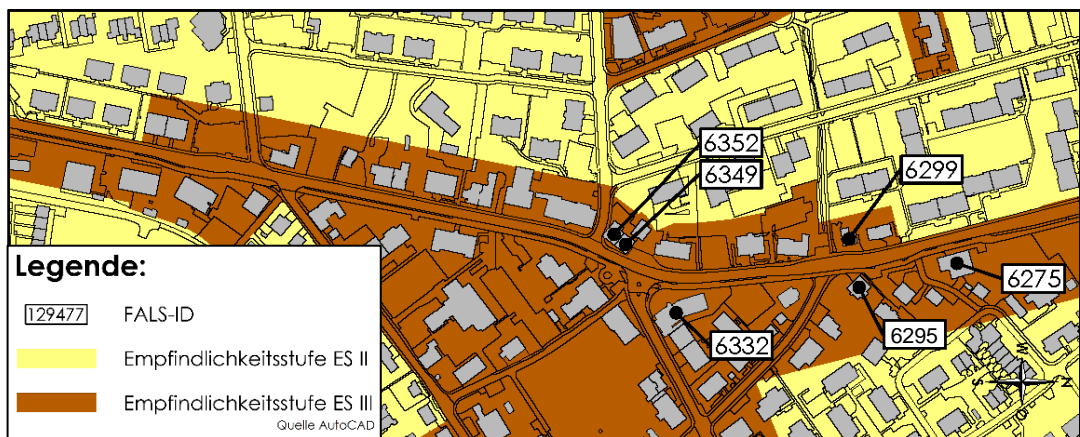 6352
6349
6299
6275
6295
6332
Legende:
129477 FALS-ID
Empfindlichkeitsstufe ES II
Empfindlichkeitsstufe ES III
Quelle AutoCAD
S
N